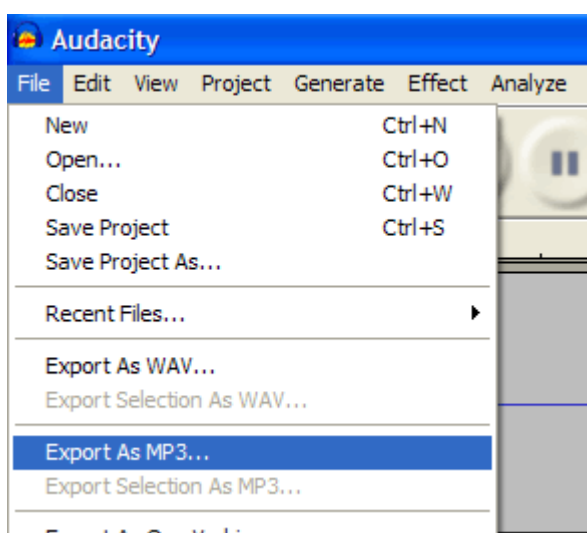 Audacity
File Edit View Project Generate Effect Analyze
New Ctrl+N
Open... Ctrl+O
Close Ctrl+W
Save Project Ctrl+S
Save Project As...
Recent Files...
Export As WAV...
Export Selection As WAV...
Export As MP3...
Export Selection As MP3...